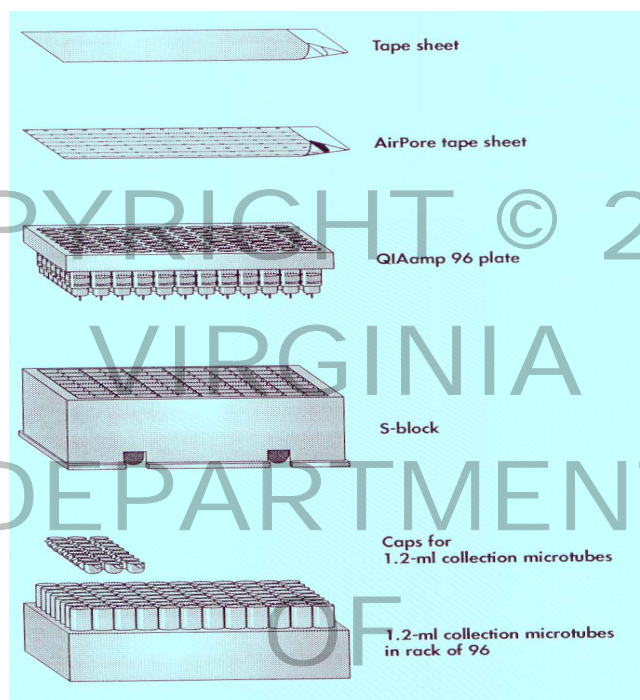 Tape sheet
AirPore tape sheet
PYRIGHT © 2
QIAamp 96 plate
VIRGINIA
S-block
DEPARTMENT
Caps for
1.2-ml collection microtubes
OF
1.2-ml collection microtubes
in rack of 96